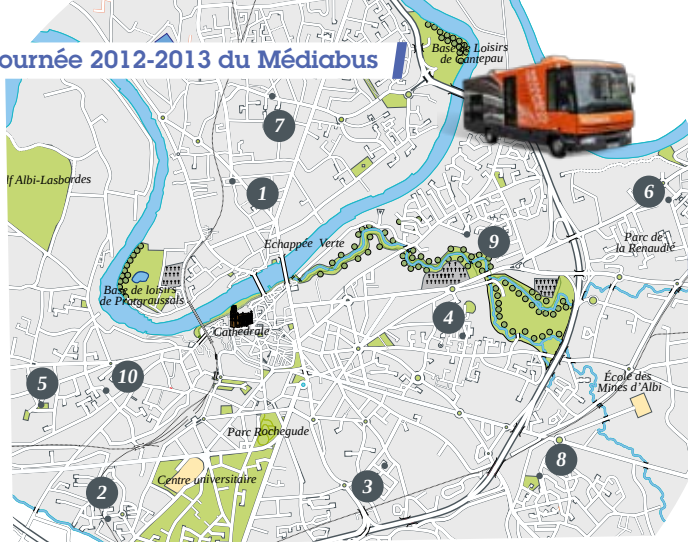 ournée 2012-2013 du Médiabus
Base de Loisirs
de Cantepau
7
lf Albi-Lasbordes
1
6
Echappée Verte
9
Parc de
la Renaudié
Base de loisirs
de Pratgraussals
Cathédrale
4
5
10
École des
Mines d'Albi
Parc Rochegude
8
Centre universitaire
3
2